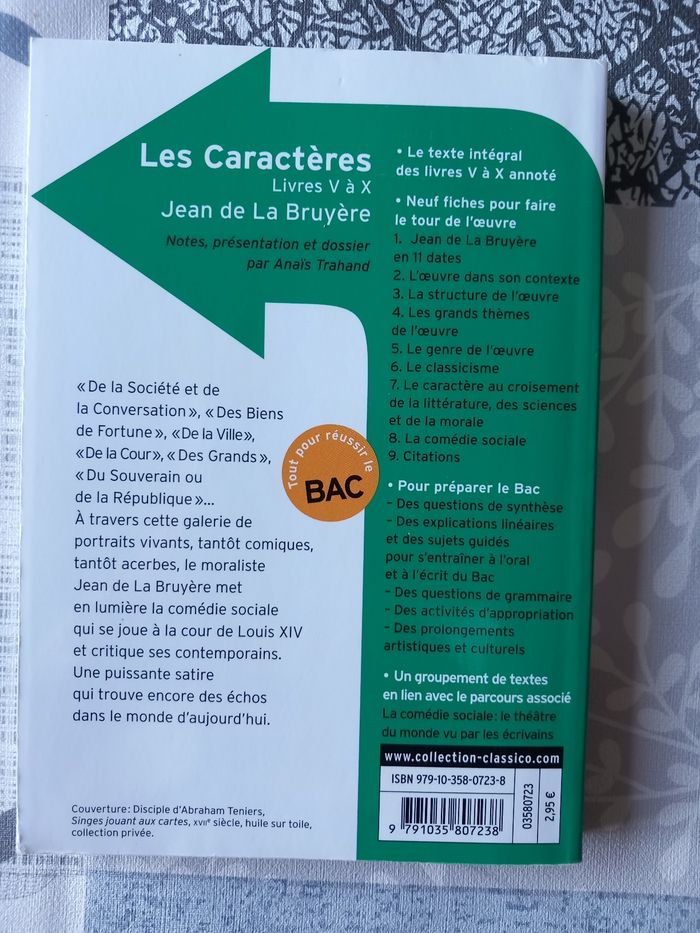 Les Caractères
Livres V à X
Jean de La Bruyère
Notes, présentation et dossier
par Anaïs Trahand
« De la Société et de
la Conversation », « Des Biens
de Fortune », « De la Ville »,
« De la Cour », « Des Grands »,
« Du Souverain ou
de la République »...
À travers cette galerie de
portraits vivants, tantôt comiques,
tantôt acerbes, le moraliste
Jean de La Bruyère met
en lumière la comédie sociale
qui se joue à la cour de Louis XIV
et critique ses contemporains.
Une puissante satire
qui trouve encore des échos
dans le monde d'aujourd'hui.
Couverture : Disciple d'Abraham Teniers,
Singes jouant aux cartes, XVIIe siècle, huile sur toile,
collection privée.
Tout pour réussir le
BAC
• Le texte intégral
des livres V à X annoté
• Neuf fiches pour faire
le tour de l'œuvre
1. Jean de La Bruyère
en 11 dates
2. L'œuvre dans son contexte
3. La structure de l'œuvre
4. Les grands thèmes
de l'œuvre
5. Le genre de l'œuvre
6. Le classicisme
7. Le caractère au croisement
de la littérature, des sciences
et de la morale
8. La comédie sociale
9. Citations
• Pour préparer le Bac
– Des questions de synthèse
– Des explications linéaires
et des sujets guidés
pour s'entraîner à l'oral
et à l'écrit du Bac
– Des questions de grammaire
– Des activités d'appropriation
– Des prolongements
artistiques et culturels
• Un groupement de textes
en lien avec le parcours associé
La comédie sociale : le théâtre
du monde vu par les écrivains
www.collection-classico.com
ISBN 979-10-358-0723-8
9 791035 807238
03580723
2,95 €